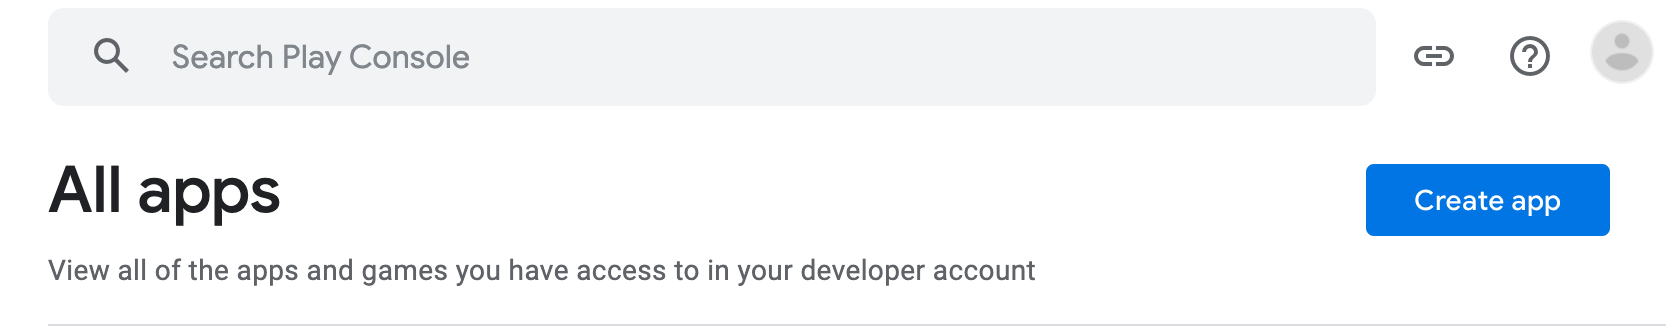 Search Play Console
All apps
Create app
View all of the apps and games you have access to in your developer account